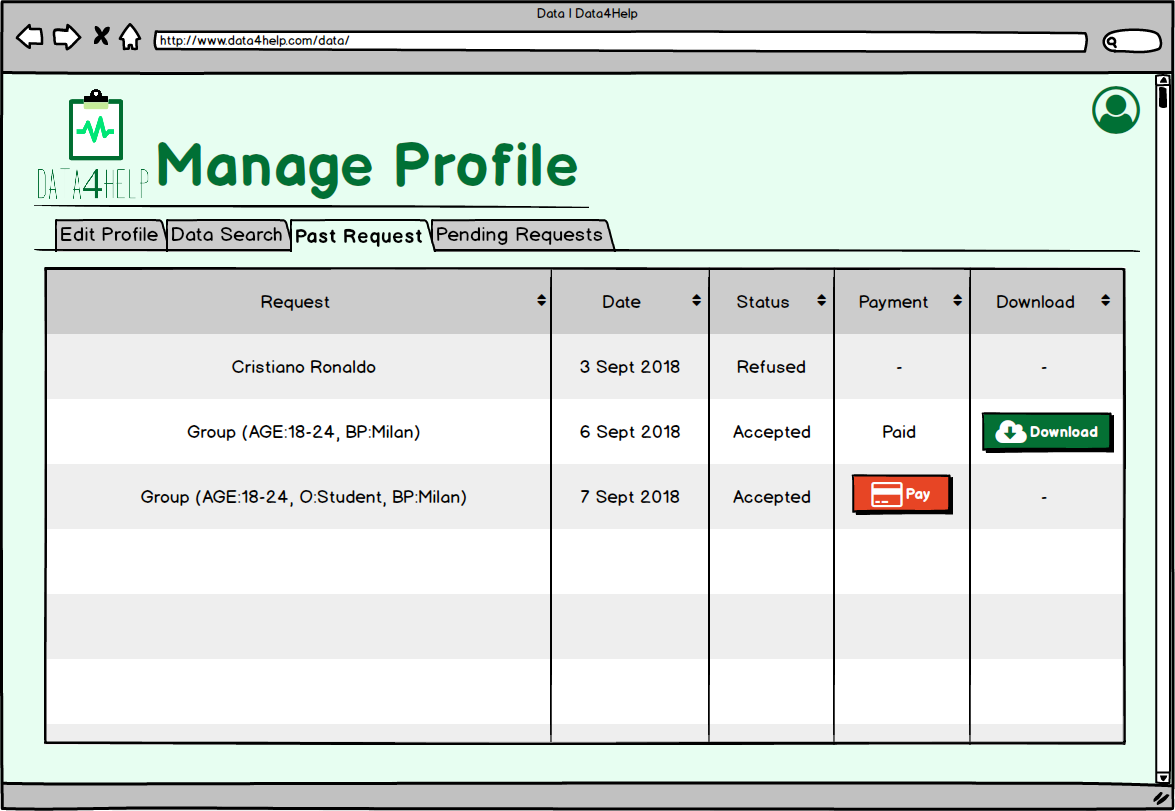 Data | Data4Help
http://www.data4help.com/data/
DATA4HELP
Manage Profile
Edit Profile Data Search Past Request Pending Requests
Request Date Status Payment Download
Cristiano Ronaldo 3 Sept 2018 Refused - -
Group (AGE:18-24, BP:Milan) 6 Sept 2018 Accepted Paid Download
Group (AGE:18-24, O:Student, BP:Milan) 7 Sept 2018 Accepted Pay -